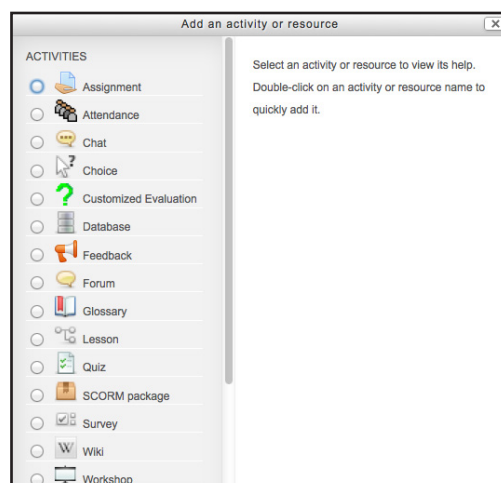 Add an activity or resource
ACTIVITIES
Assignment
Attendance
Chat
Choice
Customized Evaluation
Database
Feedback
Forum
Glossary
Lesson
Quiz
SCORM package
Survey
Wiki
Workshop
Select an activity or resource to view its help.
Double-click on an activity or resource name to
quickly add it.